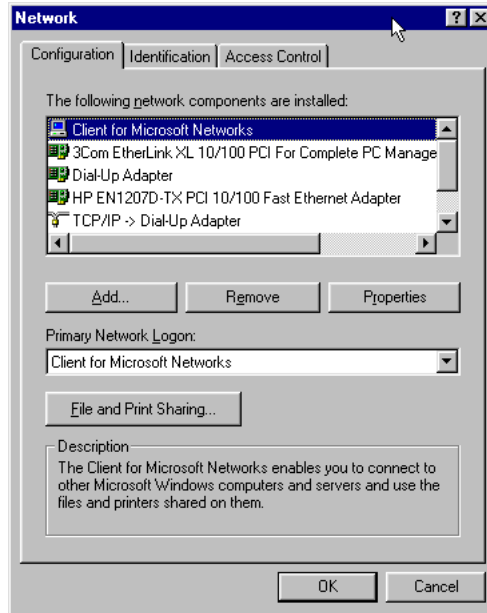 Network
Configuration Identification Access Control
The following network components are installed:
Client for Microsoft Networks
3Com EtherLink XL 10/100 PCI For Complete PC Manage
Dial-Up Adapter
HP EN1207D-TX PCI 10/100 Fast Ethernet Adapter
TCP/IP -> Dial-Up Adapter
Add... Remove Properties
Primary Network Logon:
Client for Microsoft Networks
File and Print Sharing...
Description
The Client for Microsoft Networks enables you to connect to
other Microsoft Windows computers and servers and use the
files and printers shared on them.
OK Cancel